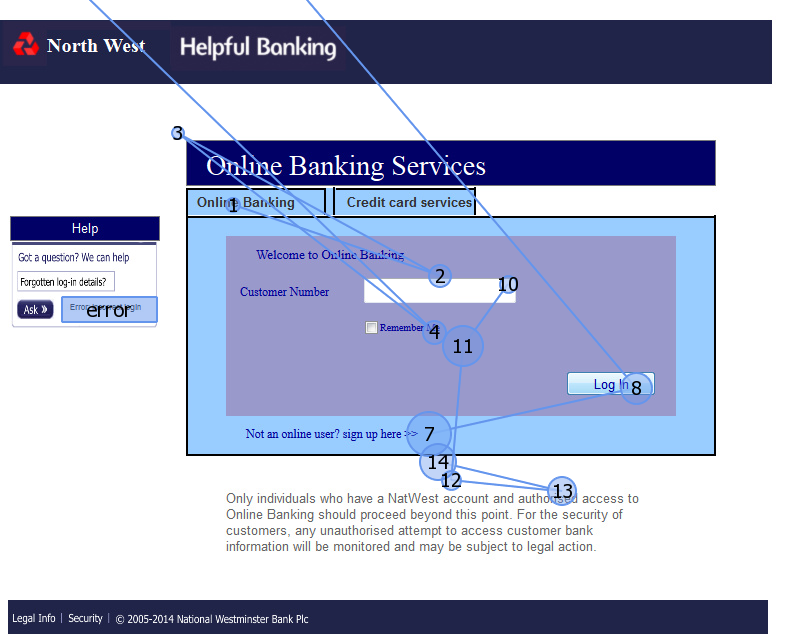 North West
Helpful Banking
3
Online Banking Services
Online Banking
1
Credit card services
Help
Got a question? We can help
Forgotten log-in details?
Ask »
error
Welcome to Online Banking
2
Customer Number
10
Remember
4
11
Log In
8
Not an online user? sign up here >>
7
14
12
13
Only individuals who have a NatWest account and authorised access to
Online Banking should proceed beyond this point. For the security of
customers, any unauthorised attempt to access customer bank
information will be monitored and may be subject to legal action.
Legal Info | Security | © 2005-2014 National Westminster Bank Plc